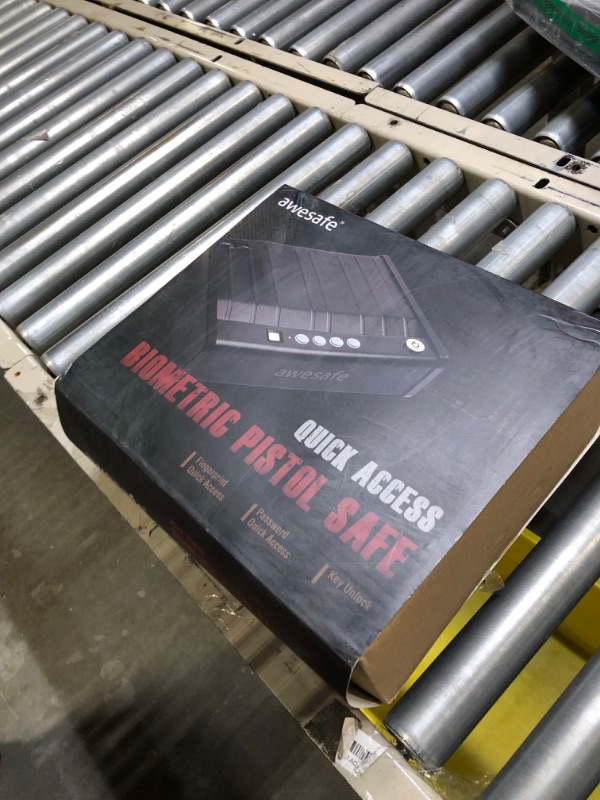 awesafe®
awesafe
QUICK ACCESS
BIOMETRIC PISTOL SAFE
Fingerprint
Quick Access
Password
Quick Access
Key Unlock